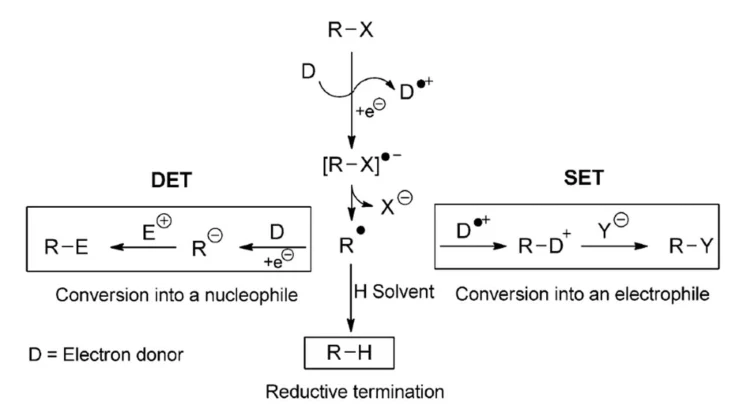 R–X
D
D•+
+e⊖
[R–X]•−
DET
SET
X⊖
R–E
E⊕
R⊖
D
+e⊖
R•
D•+
R–D+
Y⊖
R–Y
Conversion into a nucleophile
H Solvent
Conversion into an electrophile
D = Electron donor
R–H
Reductive termination